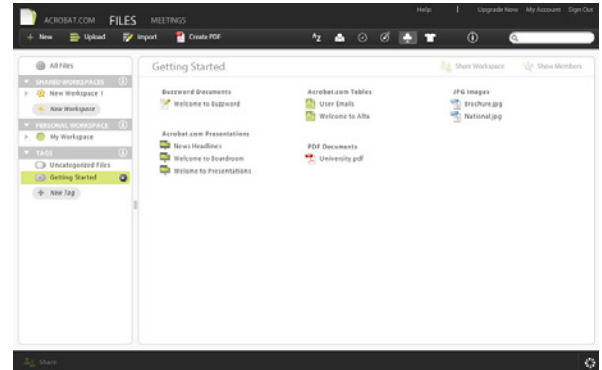 Help | Upgrade Now My Account Sign Out
ACROBAT.COM FILES MEETINGS
+ New Upload Import Create PDF
All Files
SHARED WORKSPACES
New Workspace 1
New Workspace
PERSONAL WORKSPACE
My Workspace
TAGS
Uncategorized Files
Getting Started
+ New Tag
Getting Started
Share Workspace Show Members
Buzzword Documents
Welcome to Buzzword
Acrobat.com Presentations
News Headlines
Welcome to Boardroom
Welome to Presentations
Acrobat.com Tables
User Emails
Welcome to Alta
PDF Documents
University.pdf
JPG Images
Brochure.jpg
National.jpg
Share